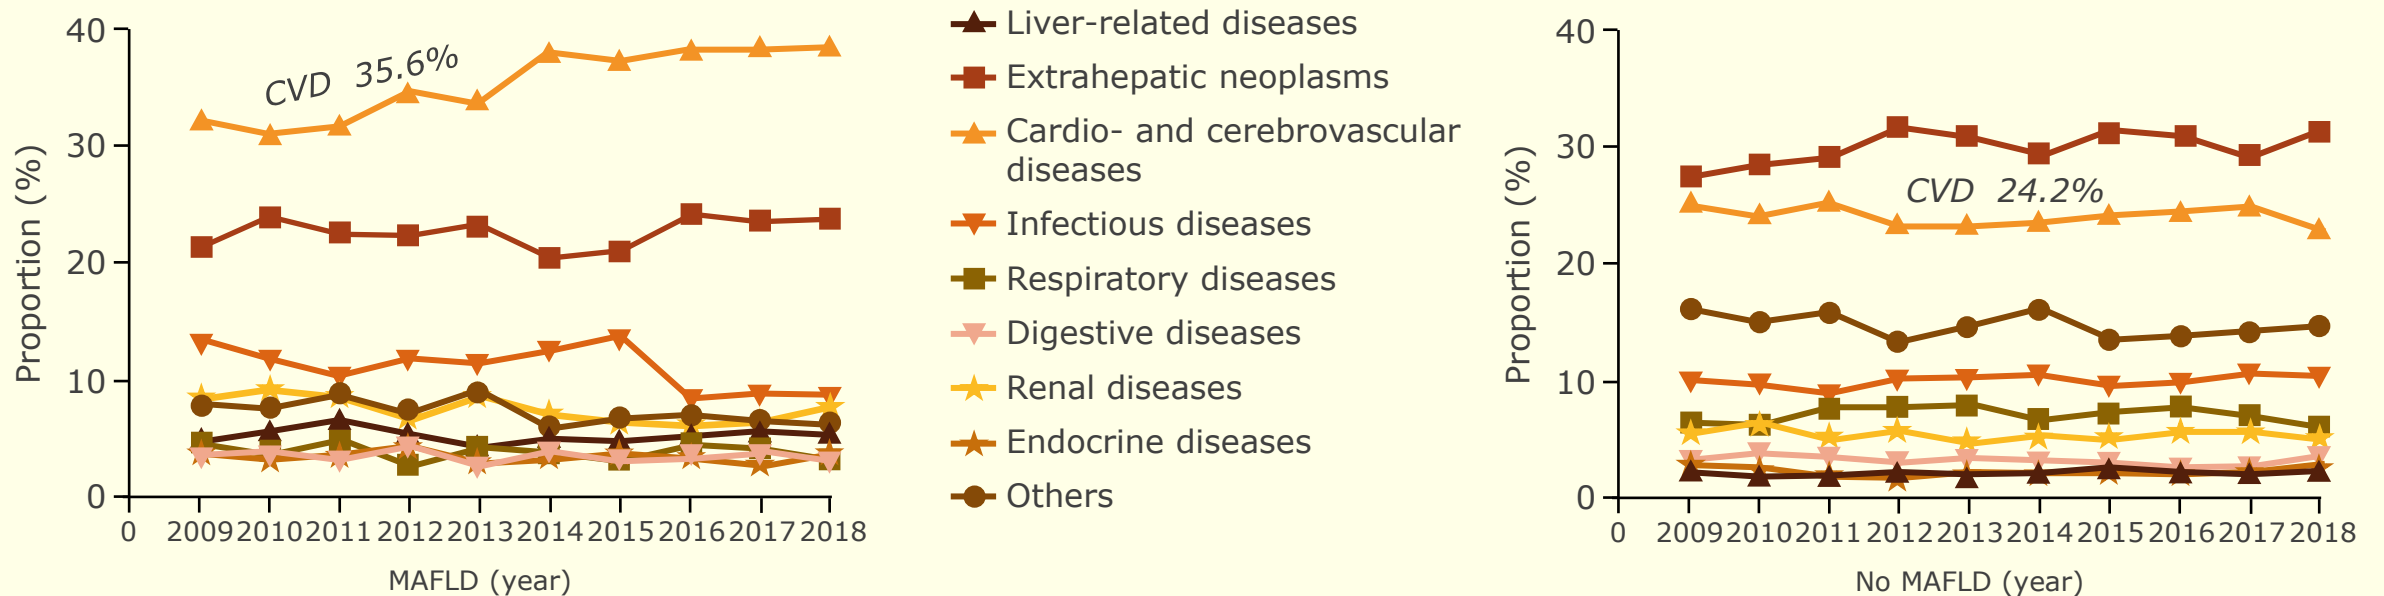 40
30
20
10
0
Proportion (%)
CVD 35.6%
0 2009 2010 2011 2012 2013 2014 2015 2016 2017 2018
MAFLD (year)
Liver-related diseases
Extrahepatic neoplasms
Cardio- and cerebrovascular
diseases
Infectious diseases
Respiratory diseases
Digestive diseases
Renal diseases
Endocrine diseases
Others
40
30
20
10
0
Proportion (%)
CVD 24.2%
0 2009 2010 2011 2012 2013 2014 2015 2016 2017 2018
No MAFLD (year)